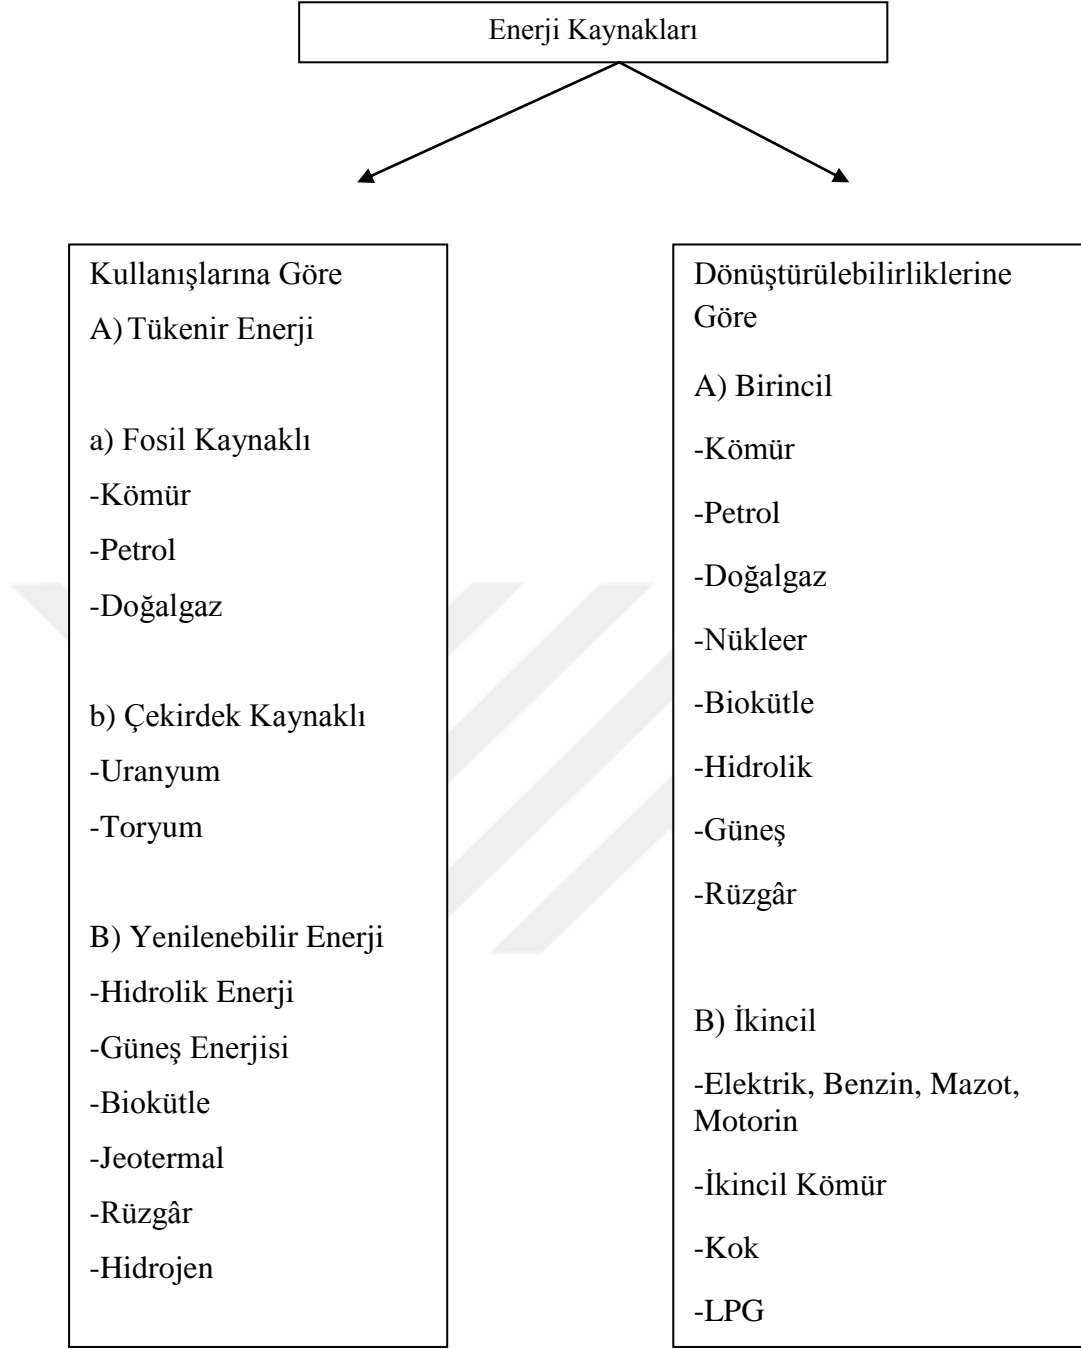 Enerji Kaynakları
Kullanışlarına Göre
A) Tükenir Enerji
a) Fosil Kaynaklı
-Kömür
-Petrol
-Doğalgaz
b) Çekirdek Kaynaklı
-Uranyum
-Toryum
B) Yenilenebilir Enerji
-Hidrolik Enerji
-Güneş Enerjisi
-Biokütle
-Jeotermal
-Rüzgâr
-Hidrojen
Dönüştürülebilirliklerine
Göre
A) Birincil
-Kömür
-Petrol
-Doğalgaz
-Nükleer
-Biokütle
-Hidrolik
-Güneş
-Rüzgâr
B) İkincil
-Elektrik, Benzin, Mazot,
Motorin
-İkincil Kömür
-Kok
-LPG